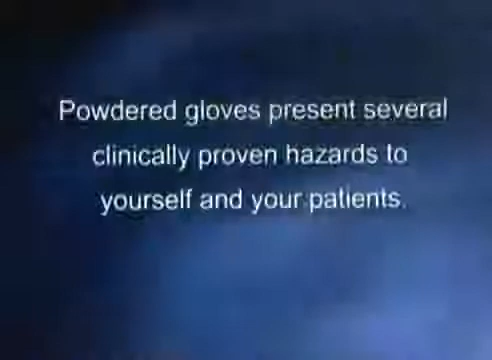 Powdered gloves present several
clinically proven hazards to
yourself and your patients.